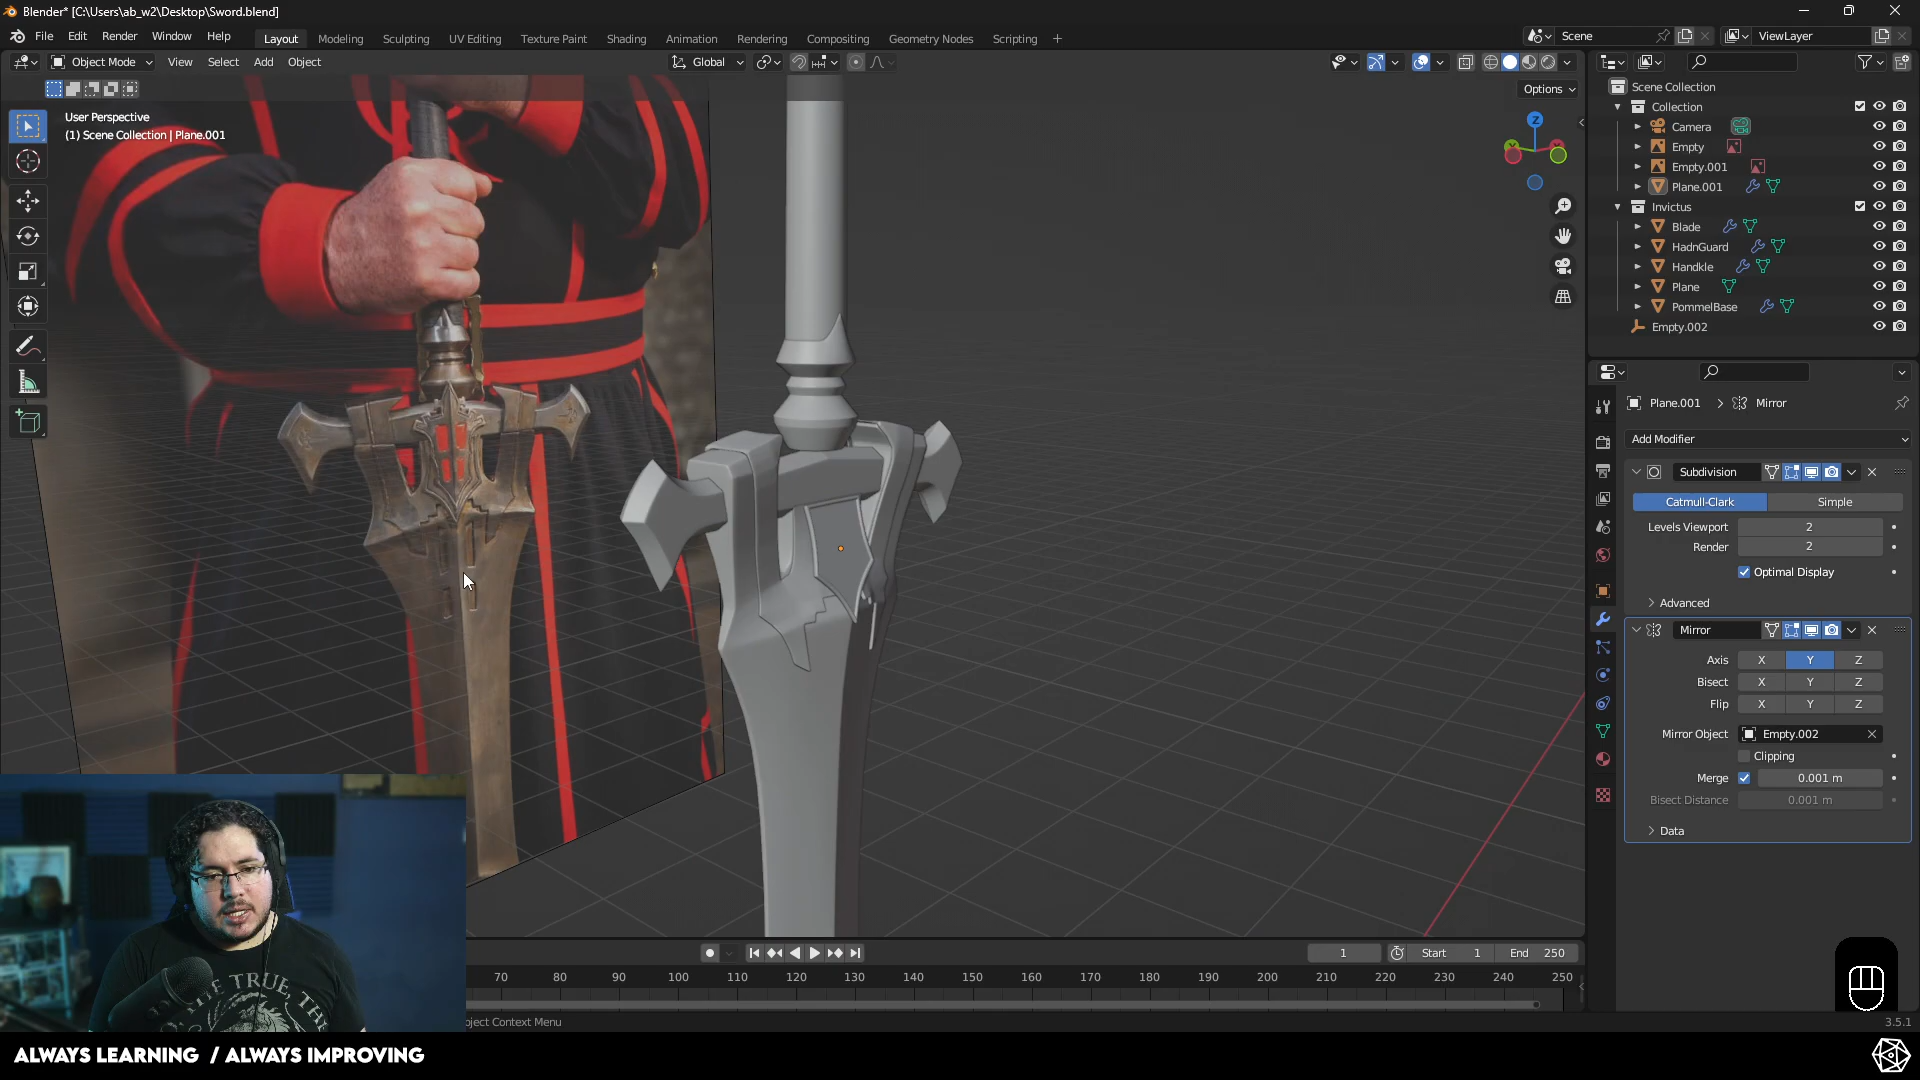 Blender* [C:\Users\ab_w2\Desktop\Sword.blend]
File Edit Render Window Help Layout Modeling Sculpting UV Editing Texture Paint Shading Animation Rendering Compositing Geometry Nodes Scripting + Scene ViewLayer
Object Mode View Select Add Object Global
Options
User Perspective
(1) Scene Collection | Plane.001
Z
Scene Collection
Collection
Camera
Empty
Empty.001
Plane.001
Invictus
Blade
HadnGuard
Handkle
Plane
PommelBase
Empty.002
Plane.001 > Mirror
Add Modifier
Subdivision
Catmull-Clark Simple
Levels Viewport 2
Render 2
Optimal Display
Advanced
Mirror
Axis X Y Z
Bisect X Y Z
Flip X Y Z
Mirror Object Empty.002
Clipping
Merge 0.001 m
Bisect Distance 0.001 m
Data
1 Start 1 End 250
70 80 90 100 110 120 130 140 150 160 170 180 190 200 210 220 230 240 250
ject Context Menu
3.5.1
ALWAYS LEARNING / ALWAYS IMPROVING